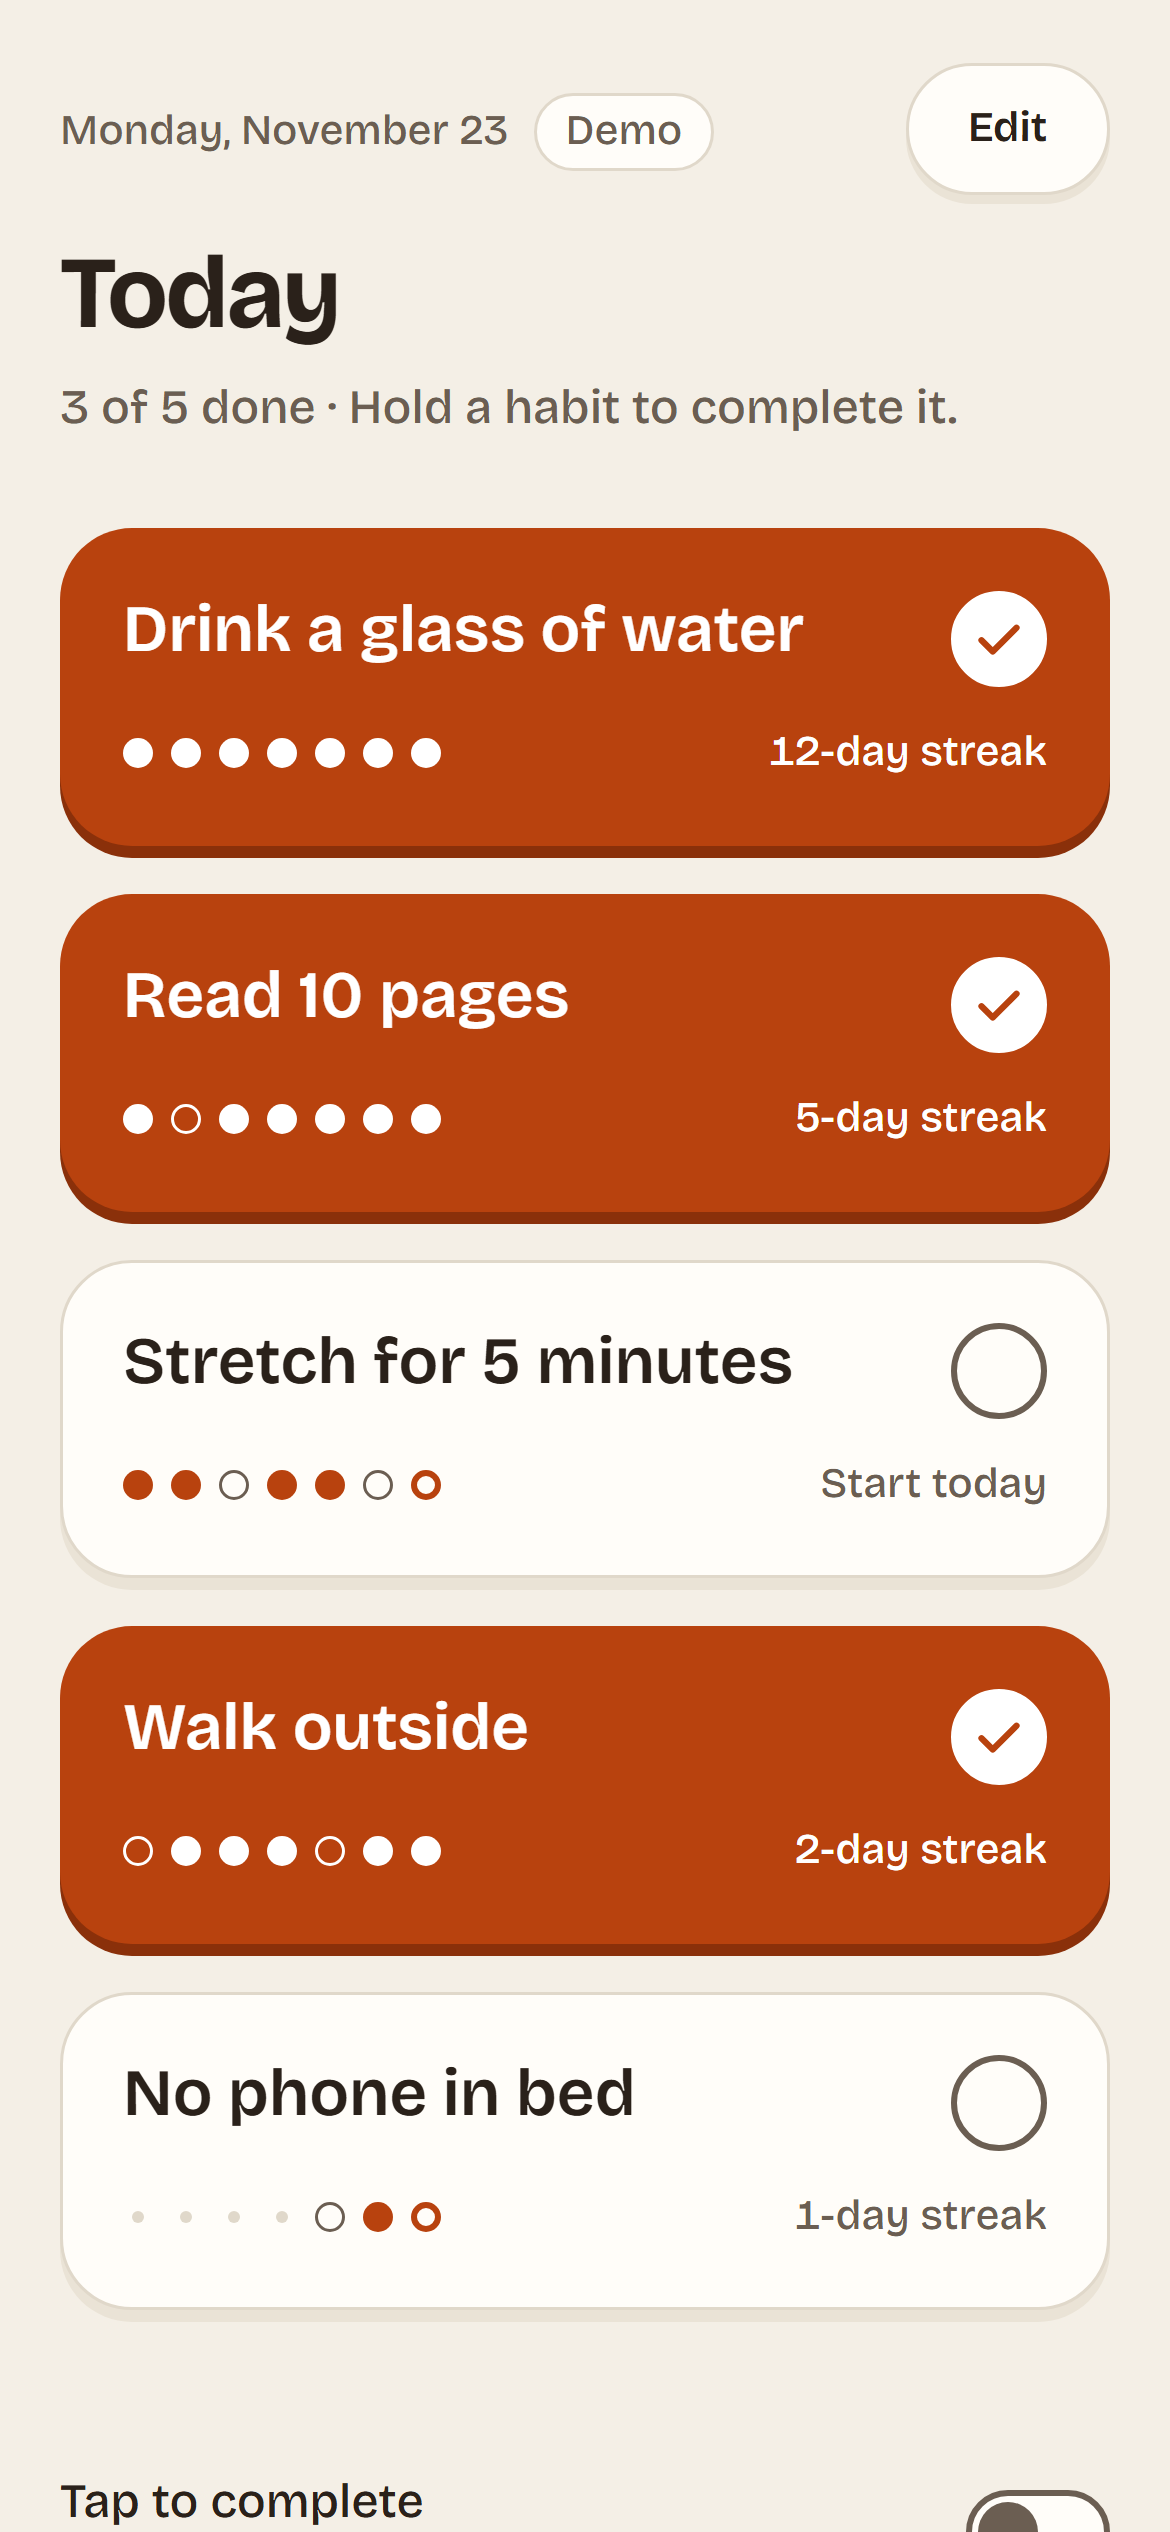 Monday, November 23 Demo Edit
Today
3 of 5 done · Hold a habit to complete it.
Drink a glass of water
12-day streak
Read 10 pages
5-day streak
Stretch for 5 minutes
Start today
Walk outside
2-day streak
No phone in bed
1-day streak
Tap to complete